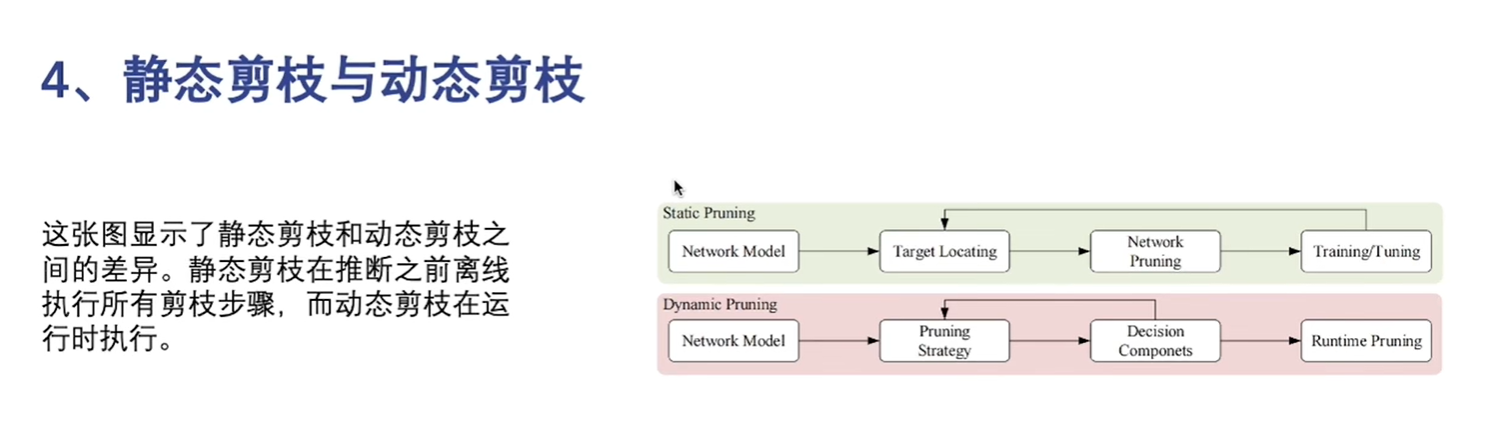 4、静态剪枝与动态剪枝
这张图显示了静态剪枝和动态剪枝之
间的差异。静态剪枝在推断之前离线
执行所有剪枝步骤，而动态剪枝在运
行时执行。
Static Pruning
Network Model
Target Locating
Network
Pruning
Training/Tuning
Dynamic Pruning
Network Model
Pruning
Strategy
Decision
Componets
Runtime Pruning